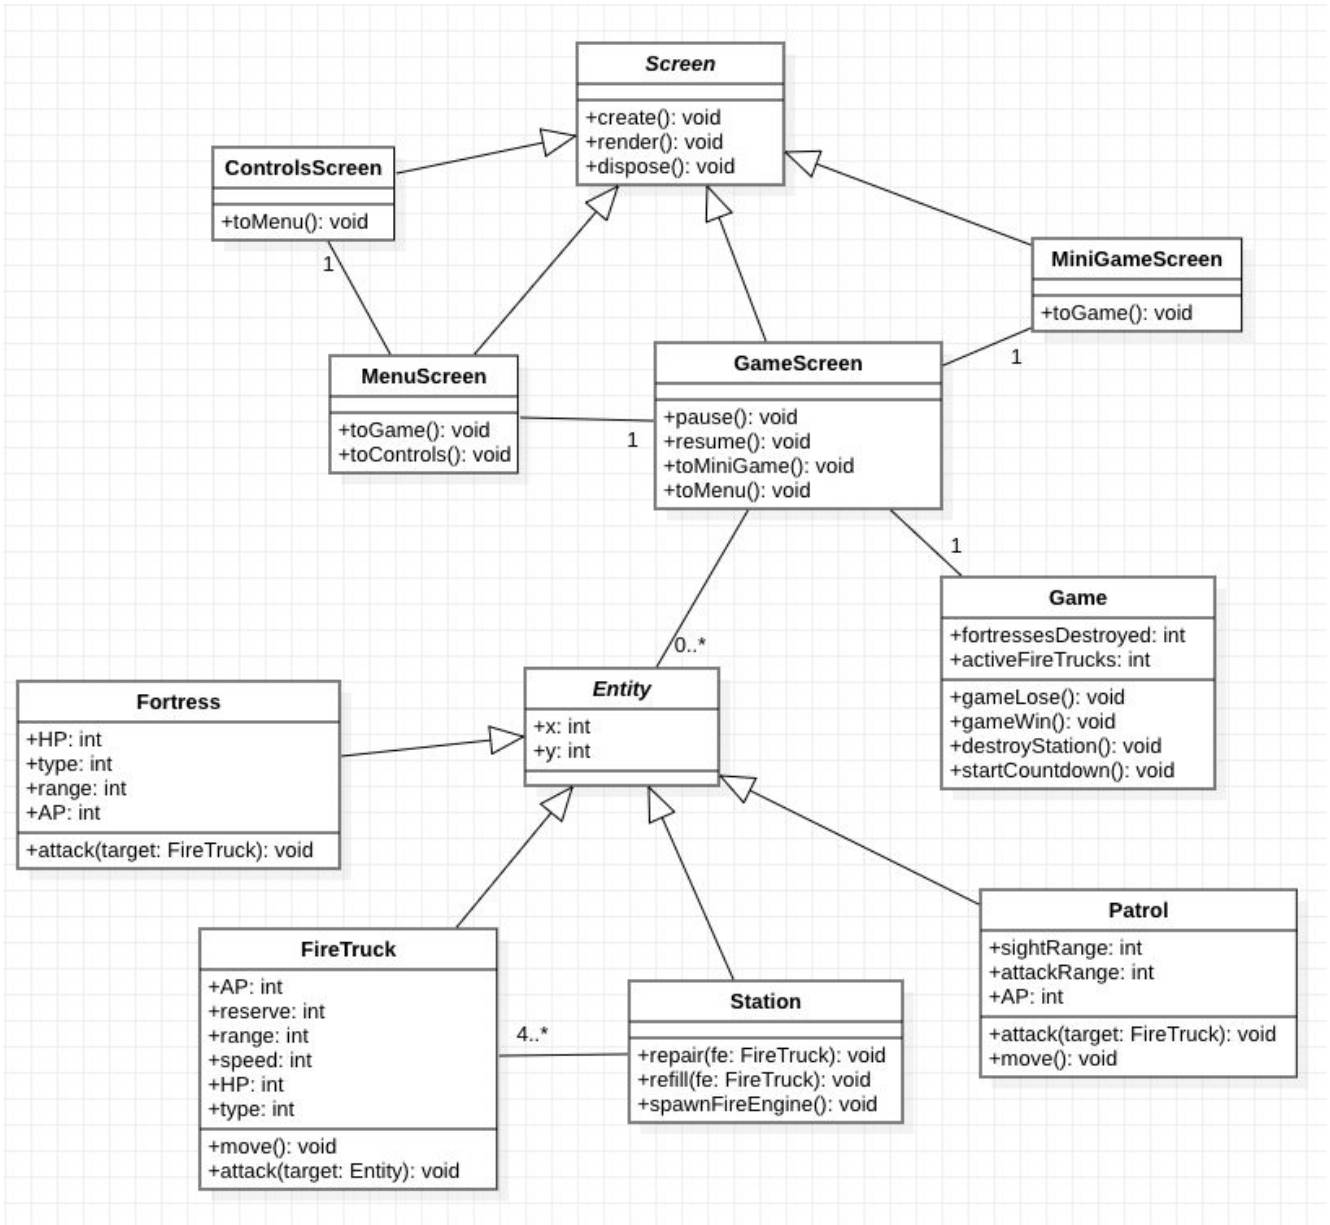 Screen
+create(): void
+render(): void
+dispose(): void
ControlsScreen
+toMenu(): void
1
MiniGameScreen
+toGame(): void
1
MenuScreen
+toGame(): void
+toControls(): void
1
GameScreen
+pause(): void
+resume(): void
+toMiniGame(): void
+toMenu(): void
1
0..*
Game
+fortressesDestroyed: int
+activeFireTrucks: int
+gameLose(): void
+gameWin(): void
+destroyStation(): void
+startCountdown(): void
Entity
+x: int
+y: int
Fortress
+HP: int
+type: int
+range: int
+AP: int
+attack(target: FireTruck): void
FireTruck
+AP: int
+reserve: int
+range: int
+speed: int
+HP: int
+type: int
+move(): void
+attack(target: Entity): void
4..*
Station
+repair(fe: FireTruck): void
+refill(fe: FireTruck): void
+spawnFireEngine(): void
Patrol
+sightRange: int
+attackRange: int
+AP: int
+attack(target: FireTruck): void
+move(): void